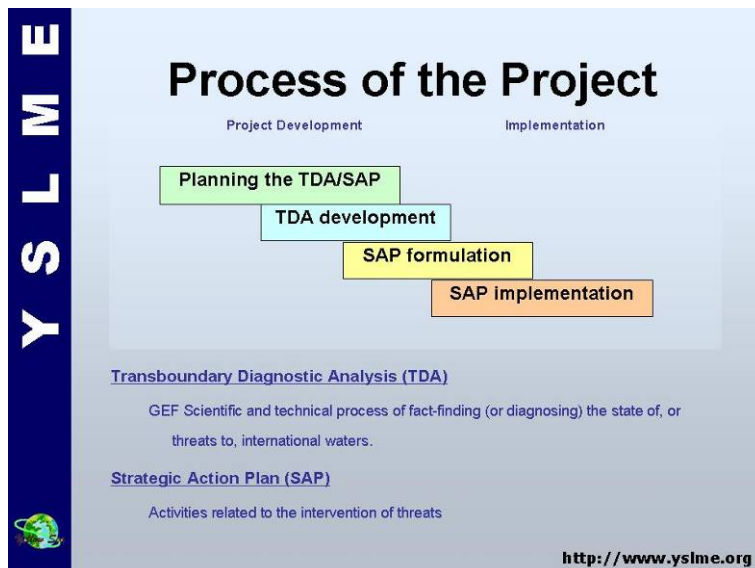 YSLME
Process of the Project
Project Development Implementation
Planning the TDA/SAP
TDA development
SAP formulation
SAP implementation
Transboundary Diagnostic Analysis (TDA)
GEF Scientific and technical process of fact-finding (or diagnosing) the state of, or
threats to, international waters.
Strategic Action Plan (SAP)
Activities related to the intervention of threats
http://www.yslme.org